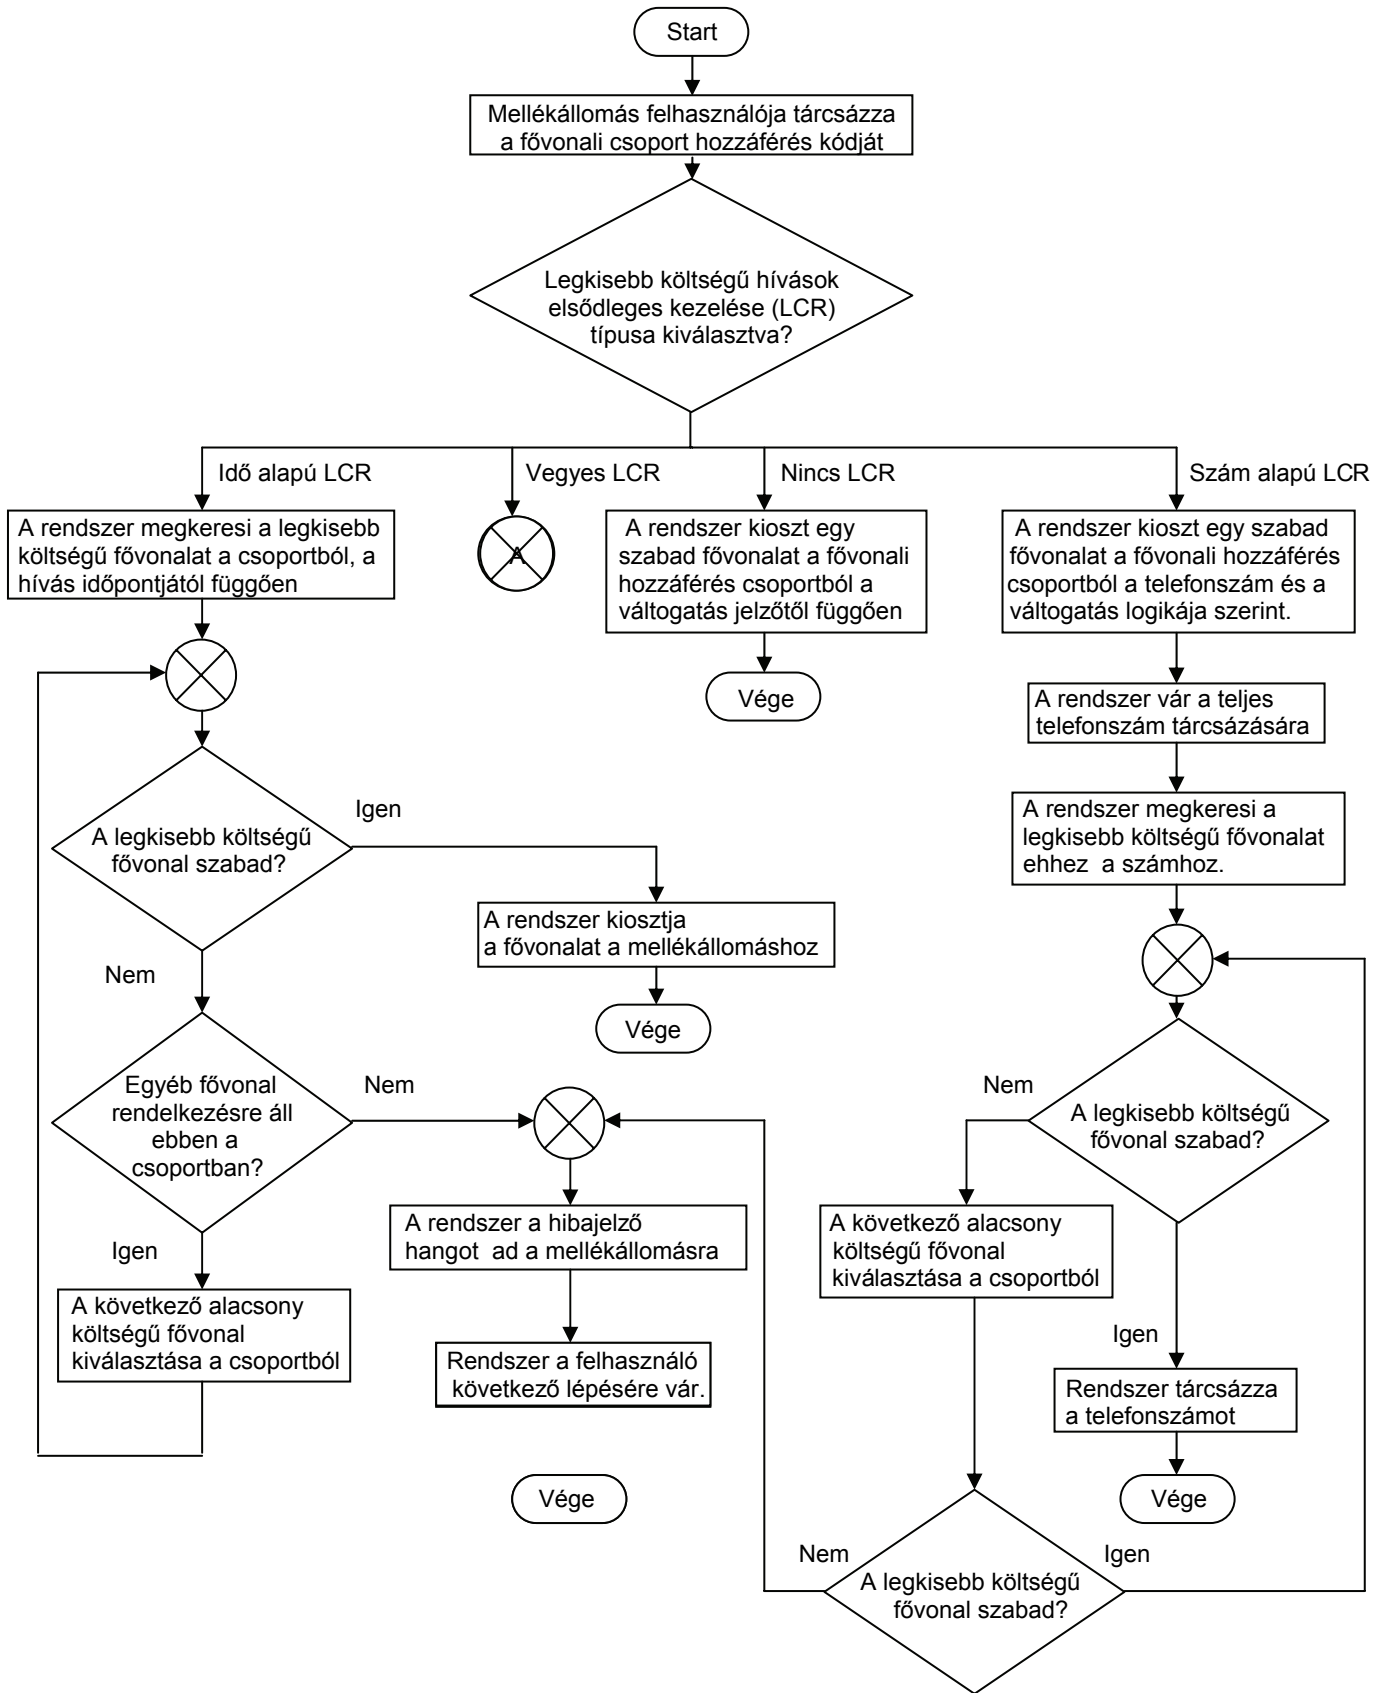 Start
Mellékállomás felhasználója tárcsázza
a fővonali csoport hozzáférés kódját
Legkisebb költségű hívások
elsődleges kezelése (LCR)
típusa kiválasztva?
Idő alapú LCR
Vegyes LCR
Nincs LCR
Szám alapú LCR
A rendszer megkeresi a legkisebb
költségű fővonalat a csoportból, a
hívás időpontjától függően
A
A rendszer kioszt egy
szabad fővonalat a fővonali
hozzáférés csoportból a
váltogatás jelzőtől függően
A rendszer kioszt egy szabad
fővonalat a fővonali hozzáférés
csoportból a telefonszám és a
váltogatás logikája szerint.
Vége
A rendszer vár a teljes
telefonszám tárcsázására
Igen
A legkisebb költségű
fővonal szabad?
A rendszer megkeresi a
legkisebb költségű fővonalat
ehhez a számhoz.
A rendszer kiosztja
a fővonalat a mellékállomáshoz
Nem
Vége
Egyéb fővonal
rendelkezésre áll
ebben a
csoportban?
Nem
Nem
A legkisebb költségű
fővonal szabad?
A rendszer a hibajelző
hangot ad a mellékállomásra
A következő alacsony
költségű fővonal
kiválasztása a csoportból
Igen
A következő alacsony
költségű fővonal
kiválasztása a csoportból
Igen
Rendszer a felhasználó
következő lépésére vár.
Rendszer tárcsázza
a telefonszámot
Vége
Vége
Nem
Igen
A legkisebb költségű
fővonal szabad?